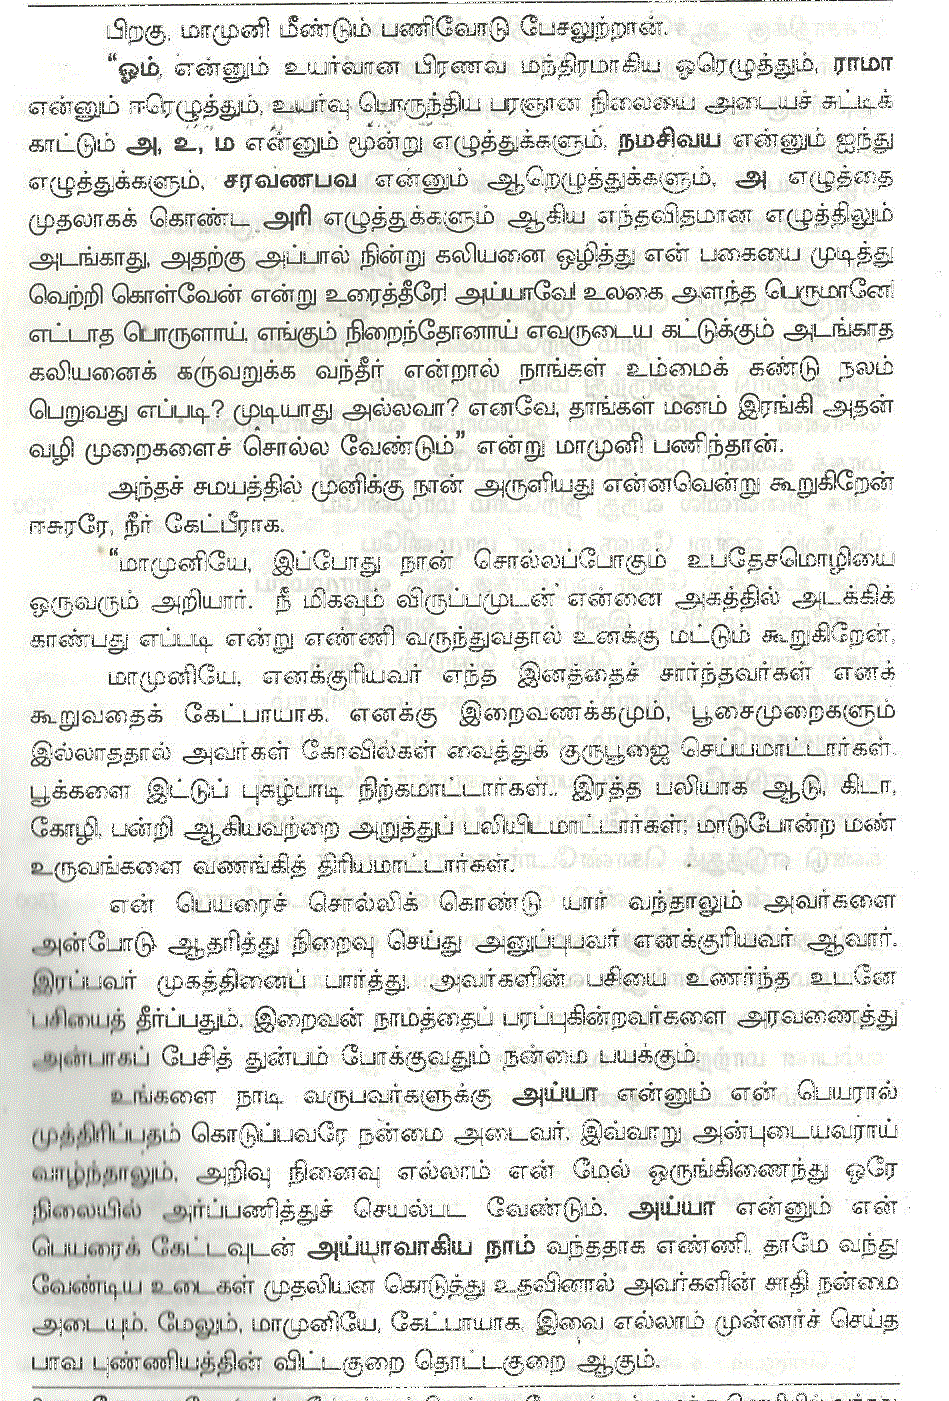 பிறகு, மாமுனி மீண்டும் பணிவோடு பேசலுற்றான்.
“ஓம், என்னும் உயர்வான பிரணவ மந்திரமாகிய ஓரெழுத்தும், ராமா
என்னும் ஈரெழுத்தும், உயர்வு பொருந்திய பரஞான நிலையை அடையச் சுட்டிக்
காட்டும் அ, உ, ம என்னும் மூன்று எழுத்துக்களும், நமசிவய என்னும் ஐந்து
எழுத்துக்களும், சரவணபவ என்னும் ஆறெழுத்துக்களும், அ எழுத்தை
முதலாகக் கொண்ட அரி எழுத்துக்களும் ஆகிய எந்தவிதமான எழுத்திலும்
அடங்காது, அதற்கு அப்பால் நின்று கலியனை ஒழித்து என் பகையை முடித்து
வெற்றி கொள்வேன் என்று உரைத்தீரே! அய்யாவே! உலகை அளந்த பெருமானே!
எட்டாத பொருளாய், எங்கும் நிறைந்தோனாய் எவருடைய கட்டுக்கும் அடங்காத
கலியனைக் கருவறுக்க வந்தீர் என்றால் நாங்கள் உம்மைக் கண்டு நலம்
பெறுவது எப்படி? முடியாது அல்லவா? எனவே, தாங்கள் மனம் இரங்கி அதன்
வழி முறைகளைச் சொல்ல வேண்டும்” என்று மாமுனி பணிந்தான்.
அந்தச் சமயத்தில் முனிக்கு நான் அருளியது என்னவென்று கூறுகிறேன்
ஈசுரரே, நீர் கேட்பீராக.
“மாமுனியே, இப்போது நான் சொல்லப்போகும் உபதேசமொழியை
ஒருவரும் அறியார். நீ மிகவும் விருப்பமுடன் என்னை அகத்தில் அடக்கிக்
காண்பது எப்படி என்று எண்ணி வருந்துவதால் உனக்கு மட்டும் கூறுகிறேன்,
மாமுனியே, எனக்குரியவர் எந்த இனத்தைச் சார்ந்தவர்கள் எனக்
கூறுவதைக் கேட்பாயாக. எனக்கு இறைவணக்கமும், பூசைமுறைகளும்
இல்லாததால் அவர்கள் கோவில்கள் வைத்துக் குருபூஜை செய்யமாட்டார்கள்.
பூக்களை இட்டுப் புகழ்பாடி நிற்கமாட்டார்கள்.. இரத்த பலியாக ஆடு, கிடா,
கோழி, பன்றி ஆகியவற்றை அறுத்துப் பலியிடமாட்டார்கள்; மாடுபோன்ற மண்
உருவங்களை வணங்கித் திரியமாட்டார்கள்.
என் பெயரைச் சொல்லிக் கொண்டு யார் வந்தாலும் அவர்களை
அன்போடு ஆதரித்து நிறைவு செய்து அனுப்புபவர் எனக்குரியவர் ஆவார்.
இரப்பவர் முகத்தினைப் பார்த்து, அவர்களின் பசியை உணர்ந்த உடனே
பசியைத் தீர்ப்பதும், இறைவன் நாமத்தைப் பரப்புகின்றவர்களை அரவணைத்து
அன்பாகப் பேசித் துன்பம் போக்குவதும் நன்மை பயக்கும்.
உங்களை நாடி வருபவர்களுக்கு அய்யா என்னும் என் பெயரால்
முத்திரிப்பதம் கொடுப்பவரே நன்மை அடைவர். இவ்வாறு அன்புடையவராய்
வாழ்ந்தாலும், அறிவு நினைவு எல்லாம் என் மேல் ஒருங்கிணைந்து ஒரே
நிலையில் அர்ப்பணித்துச் செயல்பட வேண்டும். அய்யா என்னும் என்
பெயரைக் கேட்டவுடன் அய்யாவாகிய நாம் வந்ததாக எண்ணி, தாமே வந்து
வேண்டிய உடைகள் முதலியன கொடுத்து உதவினால் அவர்களின் சாதி நன்மை
அடையும். மேலும், மாமுனியே, கேட்பாயாக, இவை எல்லாம் முன்னர்ச் செய்த
பாவ புண்ணியத்தின் விட்டகுறை தொட்டகுறை ஆகும்.